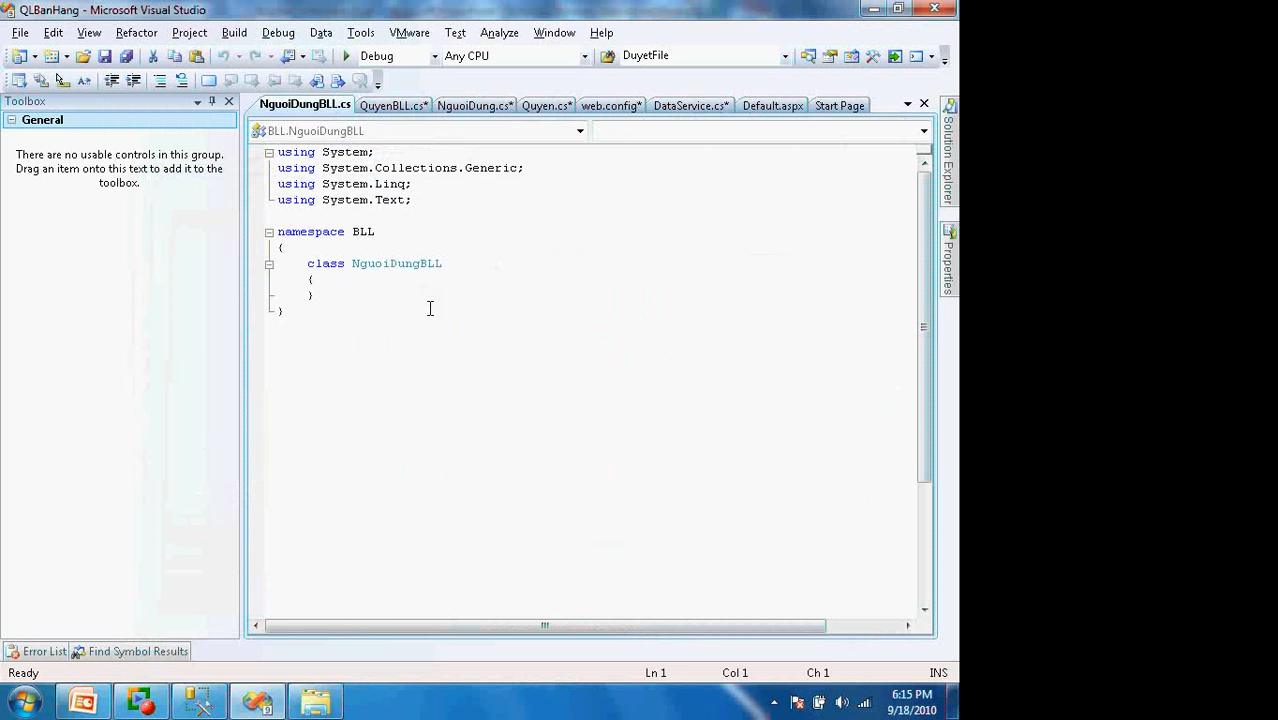 QLBanHang - Microsoft Visual Studio
File Edit View Refactor Project Build Debug Data Tools VMware Test Analyze Window Help
Debug Any CPU DuyetFile
Toolbox
General
There are no usable controls in this group.
Drag an item onto this text to add it to the
toolbox.
NguoiDungBLL.cs QuyenBLL.cs* NguoiDung.cs* Quyen.cs* web.config* DataService.cs* Default.aspx Start Page
BLL.NguoiDungBLL
using System;
using System.Collections.Generic;
using System.Linq;
using System.Text;
namespace BLL
{
class NguoiDungBLL
{
}
}
Solution Explorer
Properties
Error List Find Symbol Results
Ready Ln 1 Col 1 Ch 1 INS
6:15 PM
9/18/2010